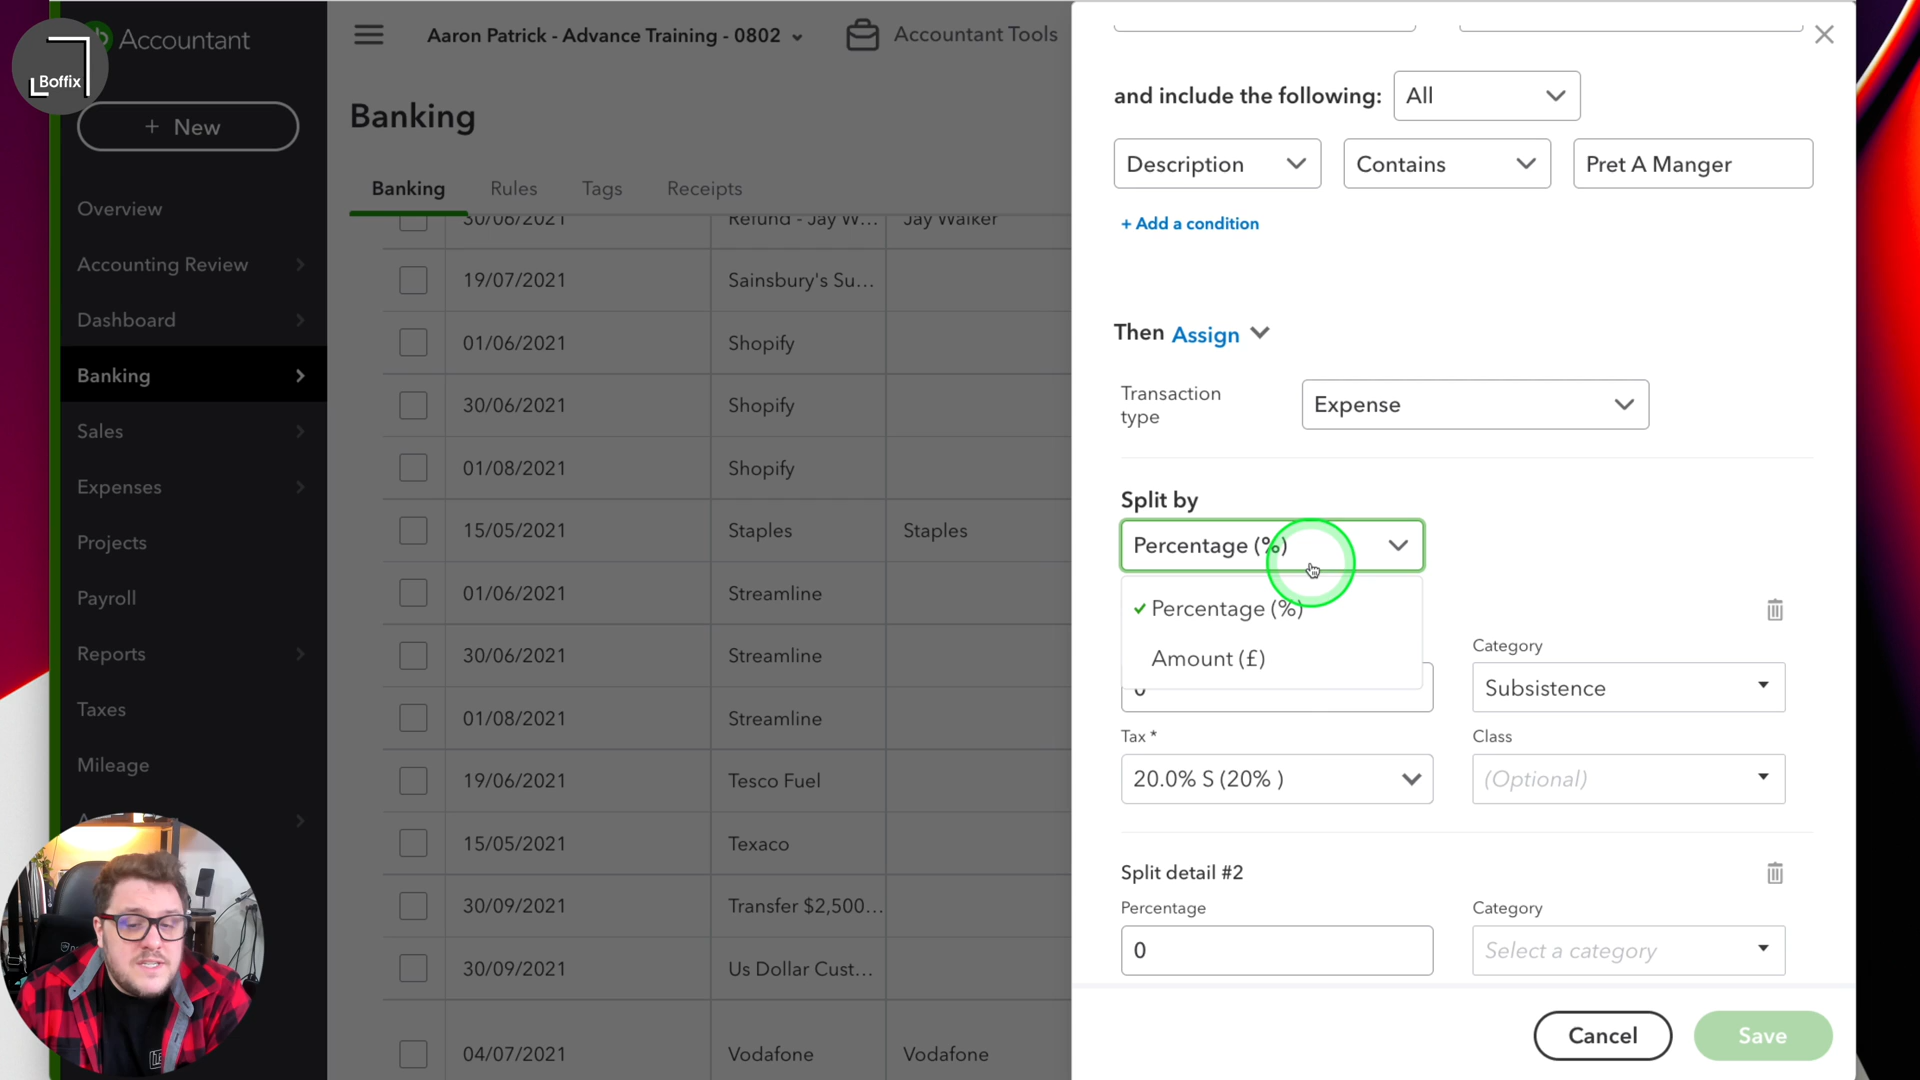 Boffix
Accountant
+ New
Overview
Accounting Review
Dashboard
Banking
Sales
Expenses
Projects
Payroll
Reports
Taxes
Mileage
Aaron Patrick - Advance Training - 0802
Accountant Tools
Banking
Banking Rules Tags Receipts
30/06/2021 Refund - Jay W... Jay Walker
19/07/2021 Sainsbury's Su...
01/06/2021 Shopify
30/06/2021 Shopify
01/08/2021 Shopify
15/05/2021 Staples Staples
01/06/2021 Streamline
30/06/2021 Streamline
01/08/2021 Streamline
19/06/2021 Tesco Fuel
15/05/2021 Texaco
30/09/2021 Transfer $2,500...
30/09/2021 Us Dollar Cust...
04/07/2021 Vodafone Vodafone
and include the following: All
Description Contains Pret A Manger
+ Add a condition
Then Assign
Transaction
type
Expense
Split by
Percentage (%)
✓ Percentage (%)
Amount (£)
Category
0 Subsistence
Tax * Class
20.0% S (20% ) (Optional)
Split detail #2
Percentage Category
0 Select a category
Cancel Save